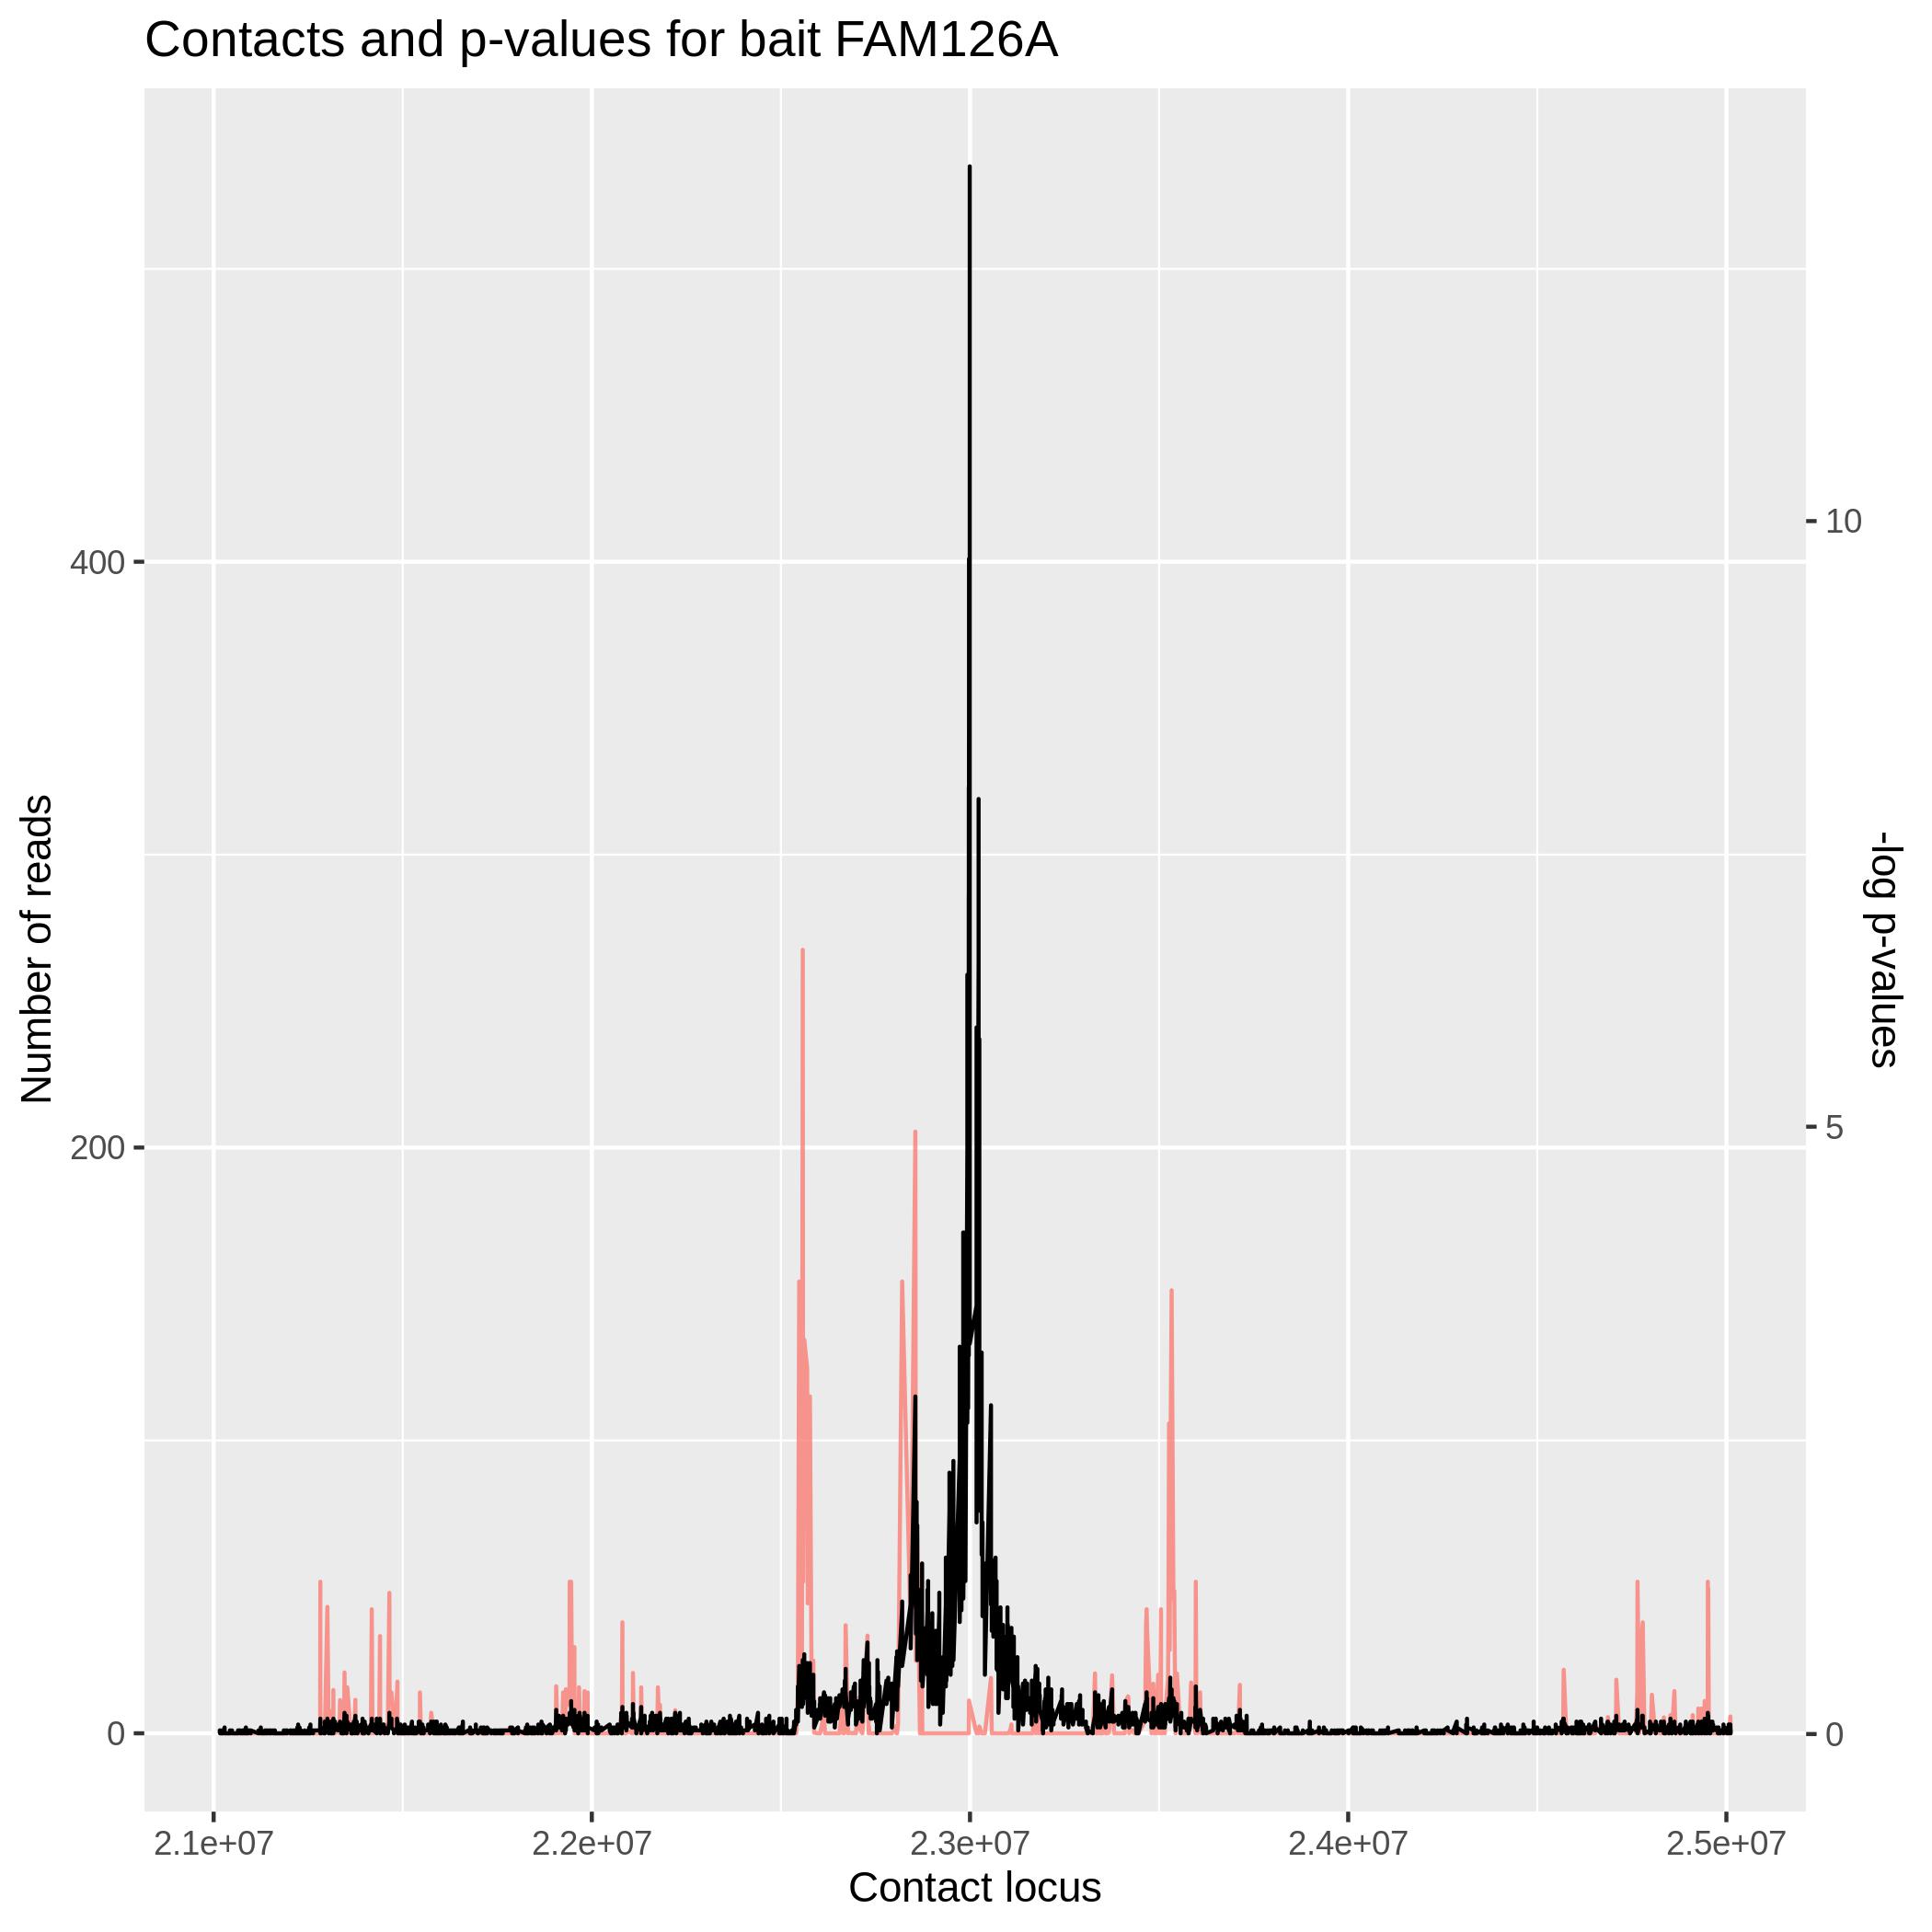 Contacts and p-values for bait FAM126A
Number of reads
400
200
0
10
5
0
-log p-values
2.1e+07
2.2e+07
2.3e+07
2.4e+07
2.5e+07
Contact locus